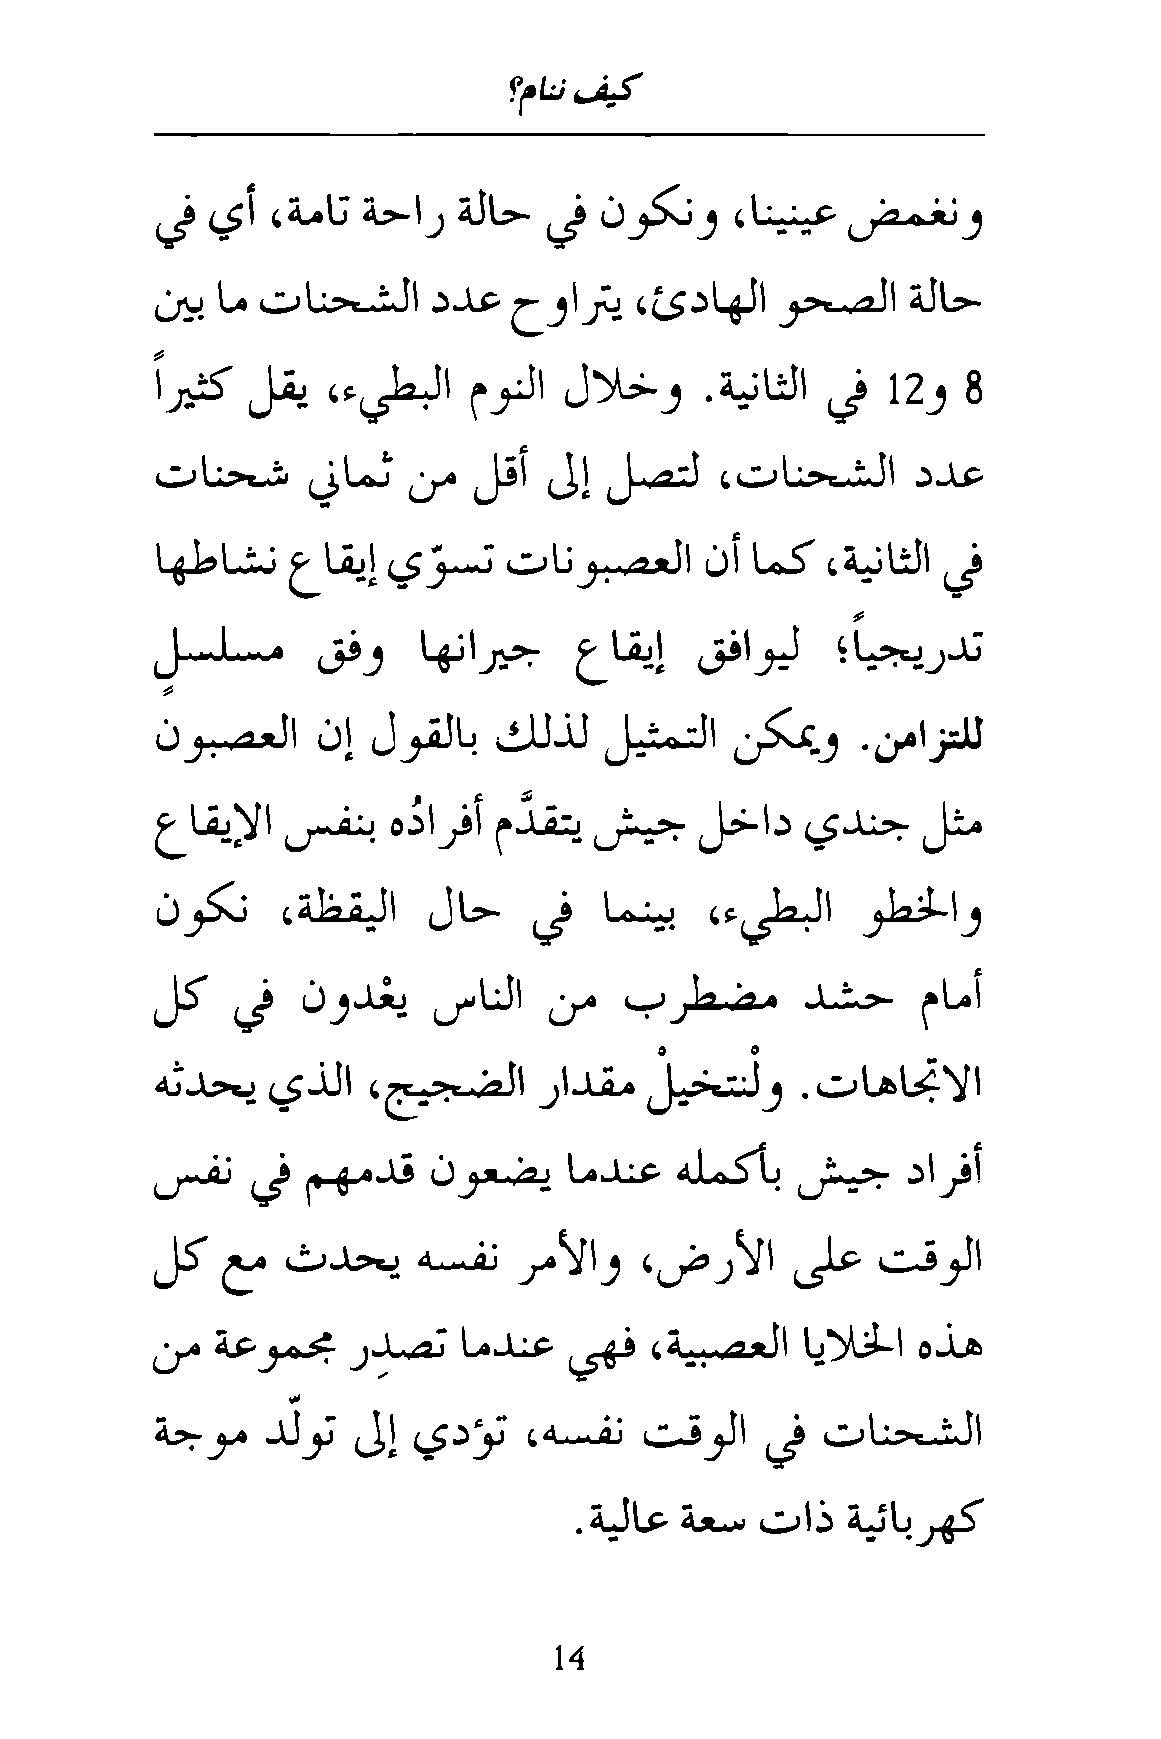 كيف ننام؟
ونغمض عينينا، ونكون في حالة راحة تامة، أي في
حالة الصحو الهادئ، يتراوح عدد الشحنات ما بين
8 و12 في الثانية. وخلال النوم البطيء، يقل كثيراً
عدد الشحنات، لتصل إلى أقل من ثماني شحنات
في الثانية، كما أن العصبونات تسوّي إيقاع نشاطها
تدريجياً؛ ليوافق إيقاع جيرانها وفق مسلسلٍ
للتزامن. ويمكن التمثيل لذلك بالقول إن العصبون
مثل جندي داخل جيش يتقدَّم أفرادُه بنفس الإيقاع
والخطو البطيء، بينما في حال اليقظة، نكون
أمام حشد مضطرب من الناس يعْدون في كل
الاتجاهات. ولْنتخيلْ مقدار الضجيج، الذي يحدثه
أفراد جيش بأكمله عندما يضعون قدمهم في نفس
الوقت على الأرض، والأمر نفسه يحدث مع كل
هذه الخلايا العصبية، فهي عندما تصدِر مجموعة من
الشحنات في الوقت نفسه، تؤدي إلى تولّد موجة
كهربائية ذات سعة عالية.
14